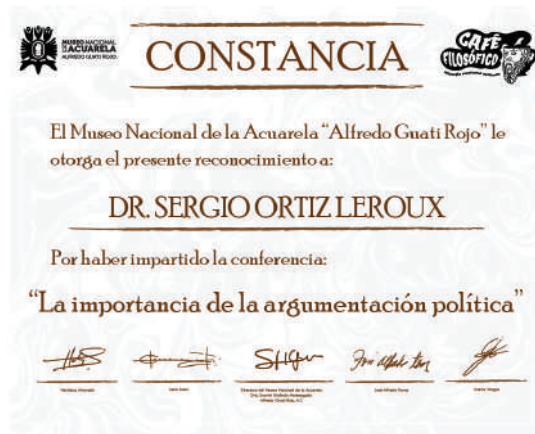 MUSEO NACIONAL
DE LA ACUARELA
ALFREDO GUATI ROJO
CONSTANCIA
CAFÉ
FILOSÓFICO
El Museo Nacional de la Acuarela “Alfredo Guati Rojo” le
otorga el presente reconocimiento a:
DR. SERGIO ORTIZ LEROUX
Por haber impartido la conferencia:
“La importancia de la argumentación política”